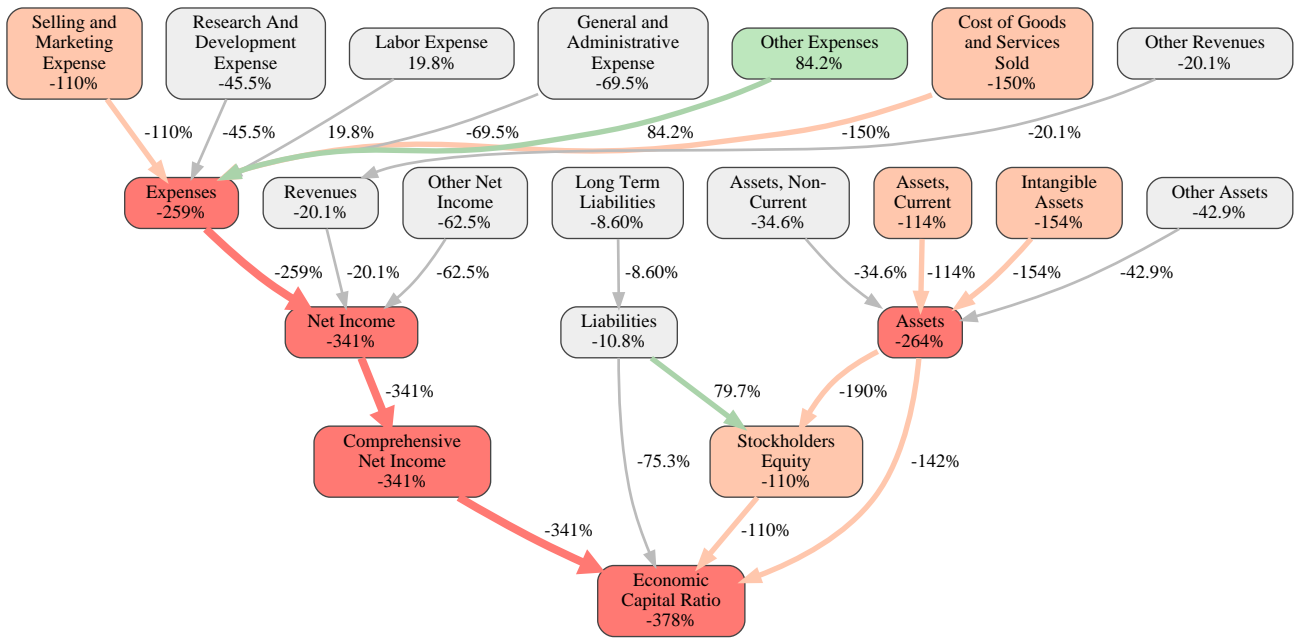 Selling and
Marketing
Expense
-110%
Research And
Development
Expense
-45.5%
Labor Expense
19.8%
General and
Administrative
Expense
-69.5%
Other Expenses
84.2%
Cost of Goods
and Services
Sold
-150%
Other Revenues
-20.1%
-110%
-45.5%
19.8%
-69.5%
84.2%
-150%
-20.1%
Expenses
-259%
Revenues
-20.1%
Other Net
Income
-62.5%
Long Term
Liabilities
-8.60%
Assets, Non-
Current
-34.6%
Assets,
Current
-114%
Intangible
Assets
-154%
Other Assets
-42.9%
-259%
-20.1%
-62.5%
-8.60%
-34.6%
-114%
-154%
-42.9%
Net Income
-341%
Liabilities
-10.8%
Assets
-264%
-341%
79.7%
-190%
Comprehensive
Net Income
-341%
-75.3%
Stockholders
Equity
-110%
-142%
-341%
-110%
Economic
Capital Ratio
-378%